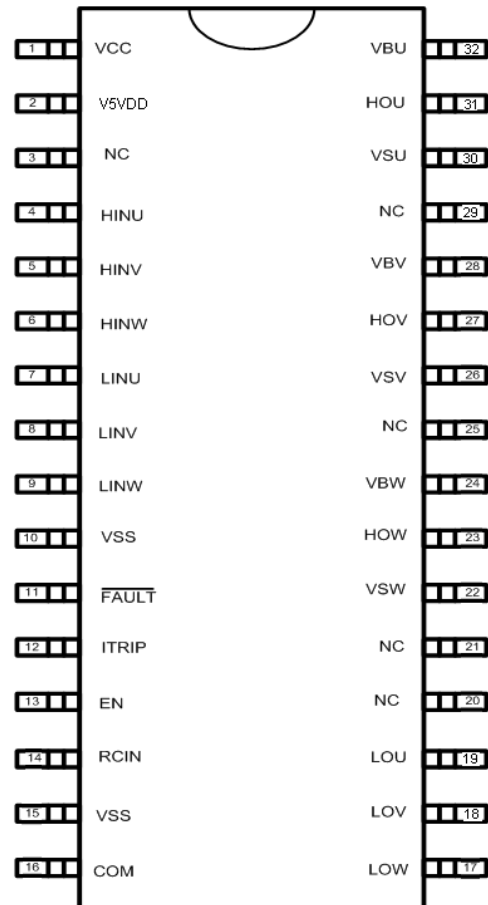 1 VCC VBU 32
2 V5VDD HOU 31
3 NC VSU 30
4 HINU NC 29
5 HINV VBV 28
6 HINW HOV 27
7 LINU VSV 26
8 LINV NC 25
9 LINW VBW 24
10 VSS HOW 23
11 FAULT VSW 22
12 ITRIP NC 21
13 EN NC 20
14 RCIN LOU 19
15 VSS LOV 18
16 COM LOW 17